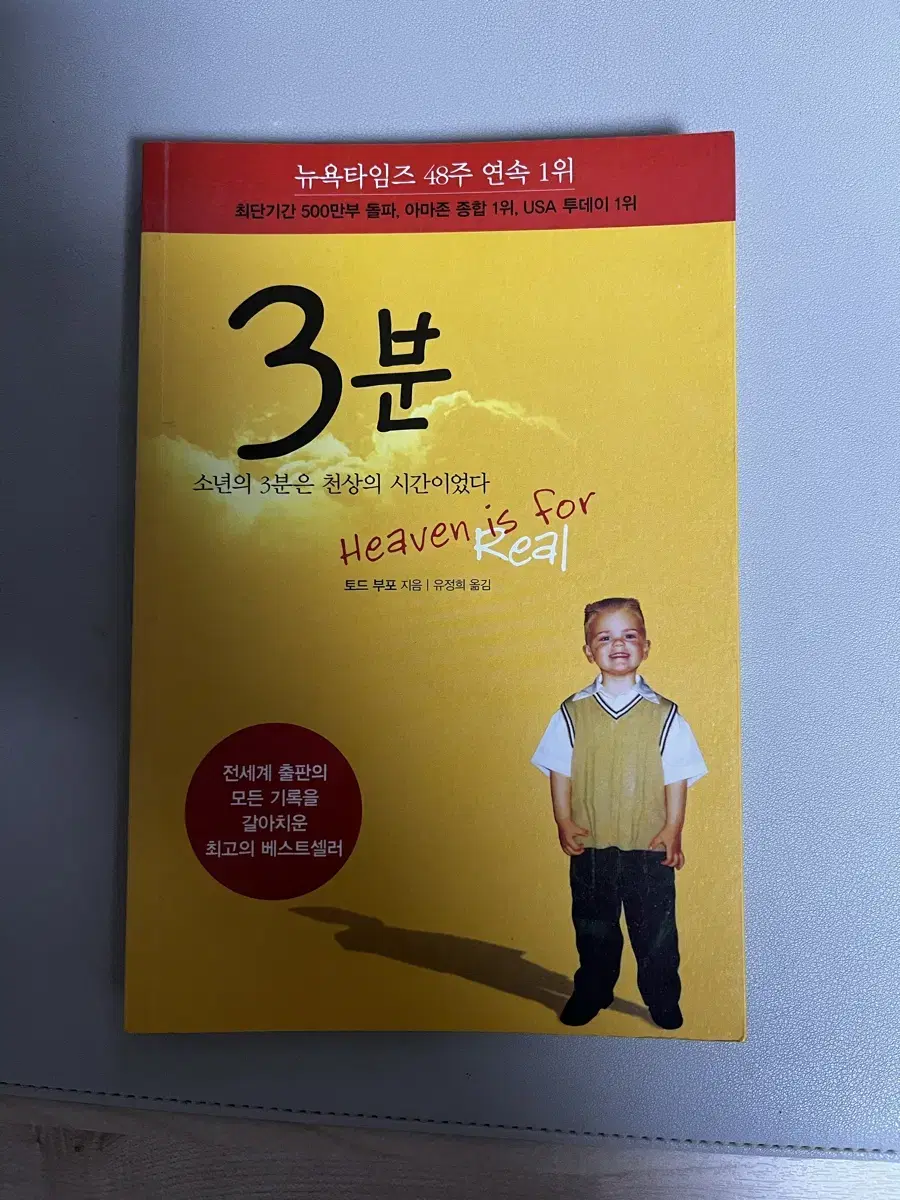 뉴욕타임즈 48주 연속 1위
최단기간 500만부 돌파, 아마존 종합 1위, USA 투데이 1위
3분
소년의 3분은 천상의 시간이었다
Heaven is for
Real
토드 부포 지음 | 유정희 옮김
전세계 출판의
모든 기록을
갈아치운
최고의 베스트셀러